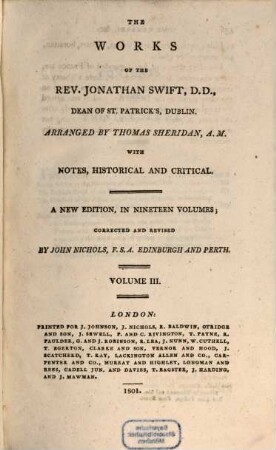 THE
WORKS
OF THE
REV. JONATHAN SWIFT, D.D.,
DEAN OF ST. PATRICK'S, DUBLIN.
ARRANGED BY THOMAS SHERIDAN, A.M.
WITH
NOTES, HISTORICAL AND CRITICAL.
A NEW EDITION, IN NINETEEN VOLUMES;
CORRECTED AND REVISED
BY JOHN NICHOLS, F.S.A. EDINBURGH AND PERTH.
VOLUME III.
LONDON:
PRINTED FOR J. JOHNSON, J. NICHOLS, R. BALDWIN, OTRIDGE
AND SON, J. SEWELL, F. AND C. RIVINGTON, T. PAYNE, R.
FAULDER, G. AND J. ROBINSON, R. LEA, J. NUNN, W. CUTHELL,
T. EGERTON, CLARKE AND SON, VERNOR AND HOOD, J.
SCATCHERD, T. KAY, LACKINGTON ALLEN AND CO., CAR-
PENTER AND CO., MURRAY AND HIGHLEY, LONGMAN AND
REES, CADELL JUN. AND DAVIES, T. BAGSTER, J. HARDING,
AND J. MAWMAN.
1801.
Bayerische
Staatsbibliothek
München